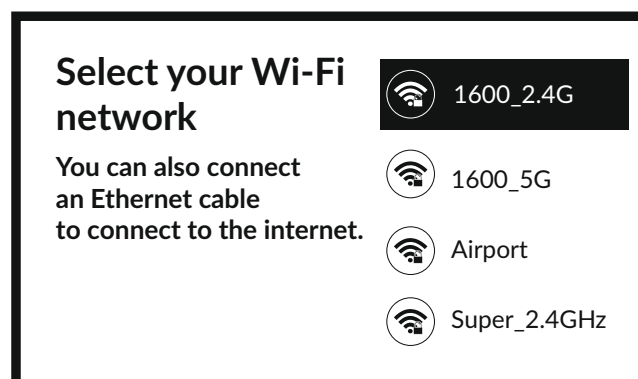 Select your Wi-Fi
network
You can also connect
an Ethernet cable
to connect to the internet.
1600_2.4G
1600_5G
Airport
Super_2.4GHz